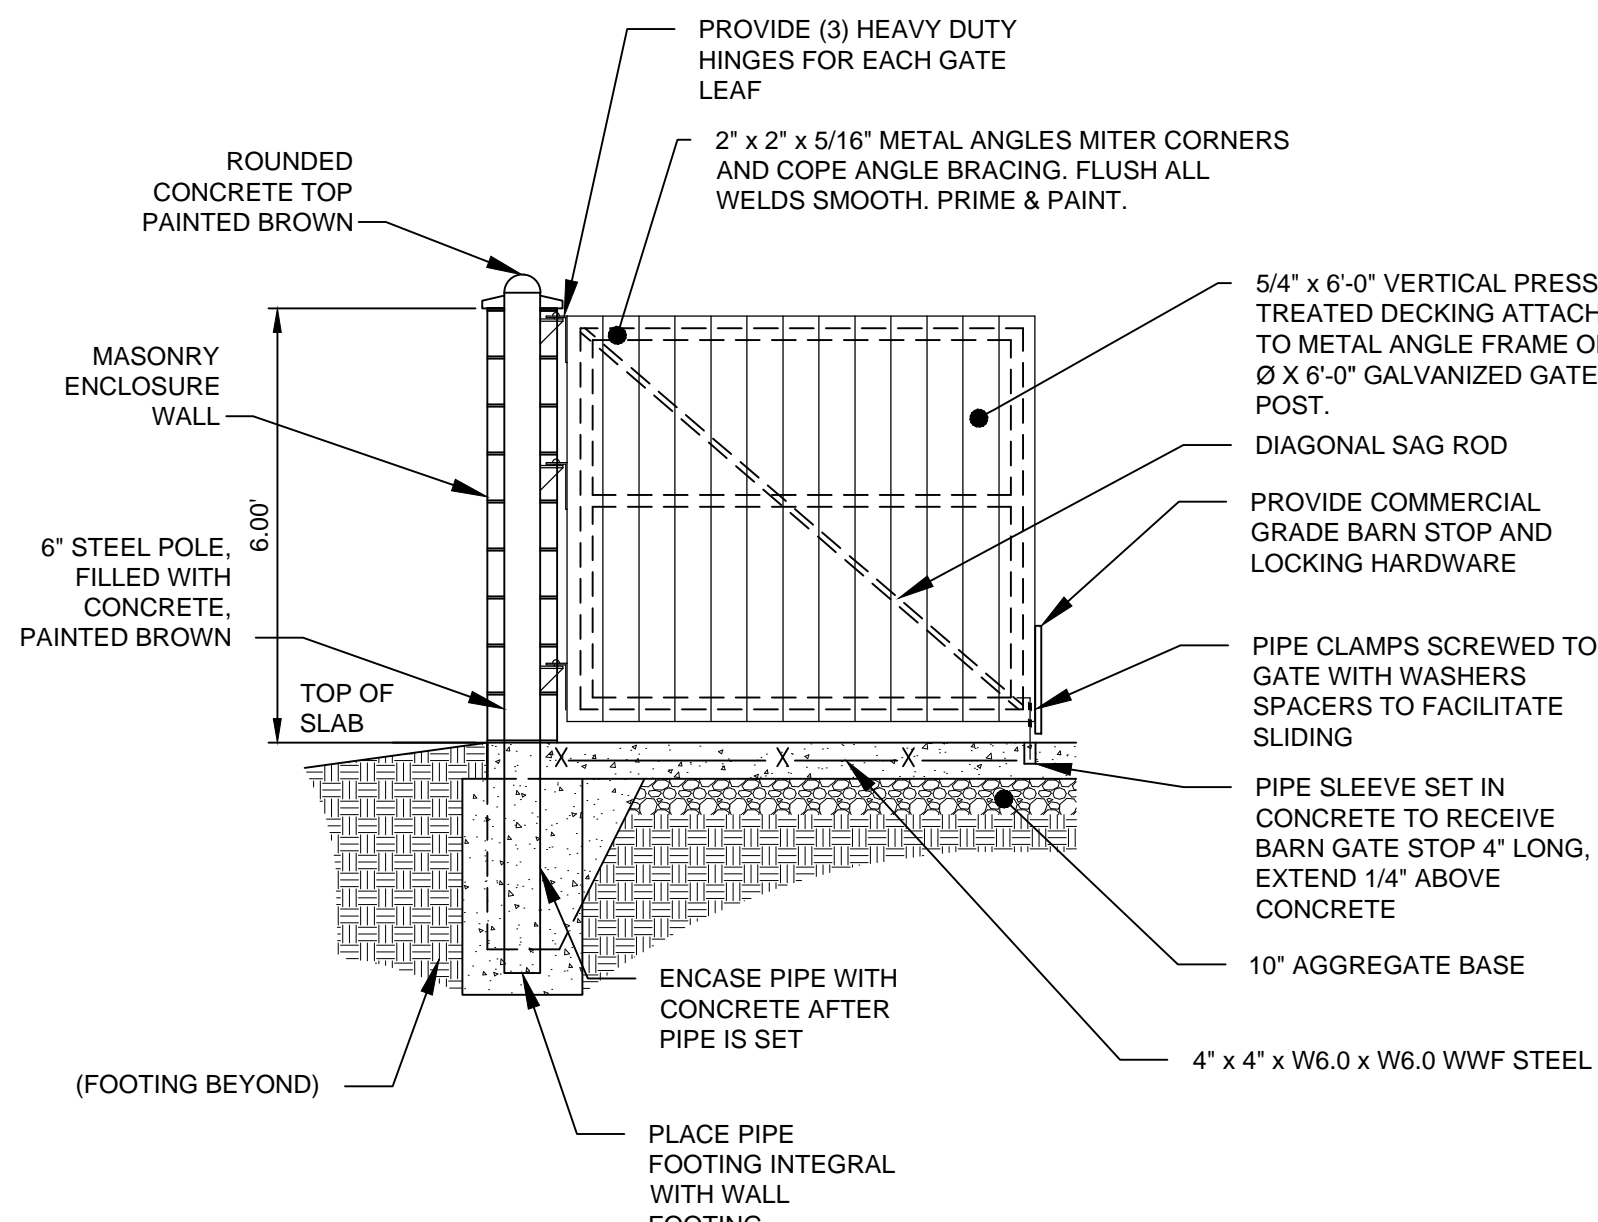 PROVIDE (3) HEAVY DUTY
HINGES FOR EACH GATE
LEAF
2" x 2" x 5/16" METAL ANGLES MITER CORNERS
AND COPE ANGLE BRACING. FLUSH ALL
WELDS SMOOTH. PRIME & PAINT.
ROUNDED
CONCRETE TOP
PAINTED BROWN
5/4" x 6'-0" VERTICAL PRESS
TREATED DECKING ATTACH
TO METAL ANGLE FRAME
Ø X 6'-0" GALVANIZED GATE
POST.
MASONRY
ENCLOSURE
WALL
DIAGONAL SAG ROD
PROVIDE COMMERCIAL
GRADE BARN STOP AND
LOCKING HARDWARE
6.00'
6" STEEL POLE,
FILLED WITH
CONCRETE,
PAINTED BROWN
PIPE CLAMPS SCREWED TO
GATE WITH WASHERS
SPACERS TO FACILITATE
SLIDING
TOP OF
SLAB
X X X
PIPE SLEEVE SET IN
CONCRETE TO RECEIVE
BARN GATE STOP 4" LONG,
EXTEND 1/4" ABOVE
CONCRETE
10" AGGREGATE BASE
ENCASE PIPE WITH
CONCRETE AFTER
PIPE IS SET
4" x 4" x W6.0 x W6.0 WWF STEEL
(FOOTING BEYOND)
PLACE PIPE
FOOTING INTEGRAL
WITH WALL
FOOTING